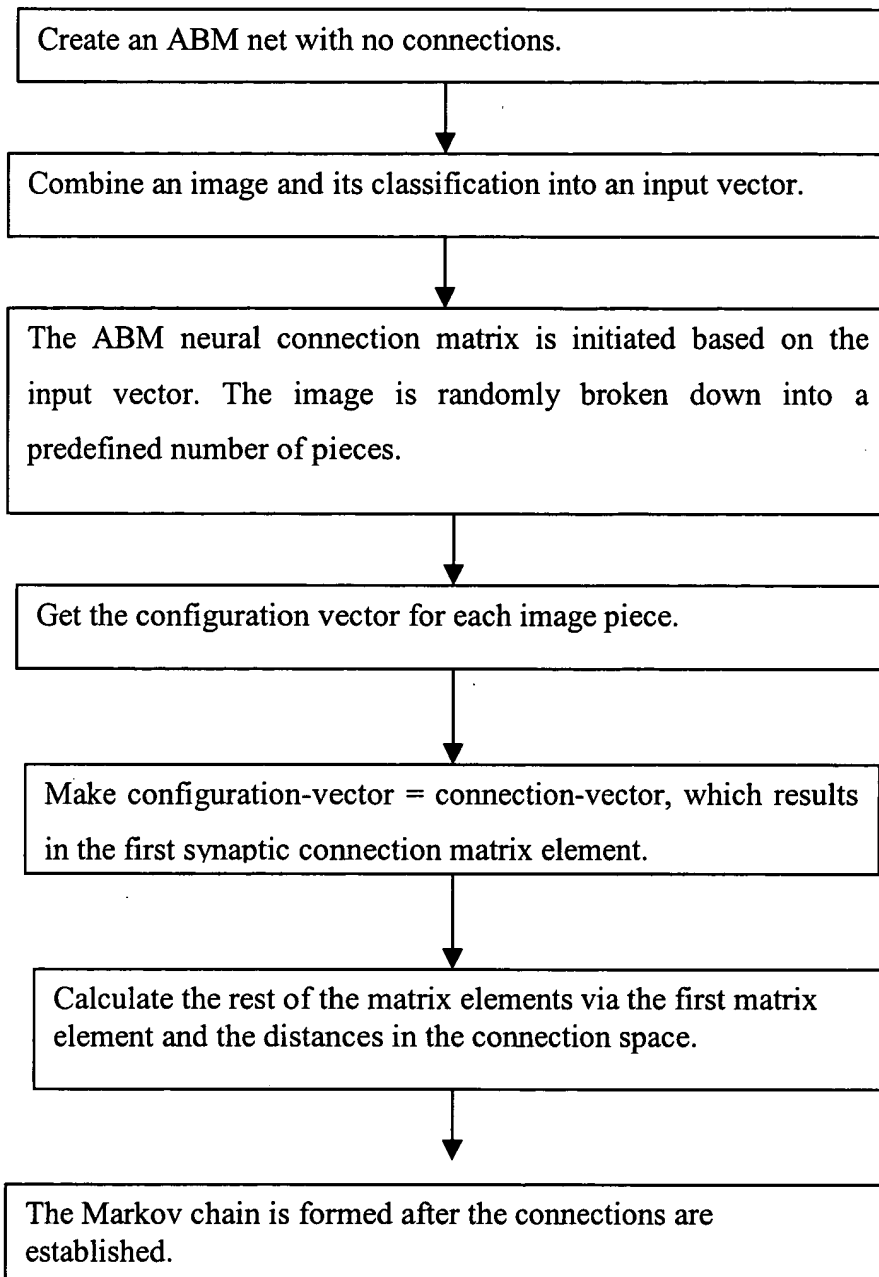 Create an ABM net with no connections.
Combine an image and its classification into an input vector.
The ABM neural connection matrix is initiated based on the
input vector. The image is randomly broken down into a
predefined number of pieces.
Get the configuration vector for each image piece.
Make configuration-vector = connection-vector, which results
in the first synaptic connection matrix element.
Calculate the rest of the matrix elements via the first matrix
element and the distances in the connection space.
The Markov chain is formed after the connections are
established.